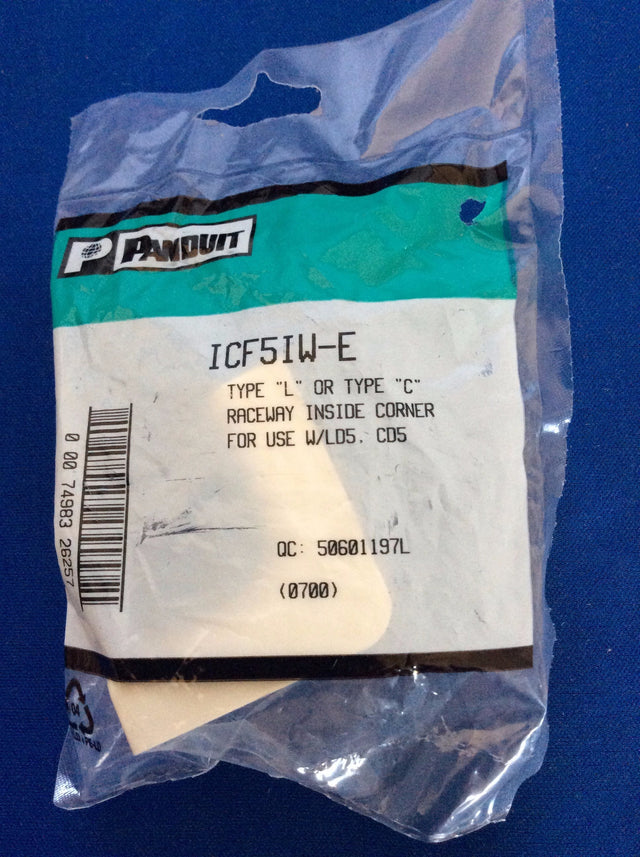 P PANDUIT
ICF5IW-E
TYPE "L" OR TYPE "C"
RACEWAY INSIDE CORNER
FOR USE W/LD5, CD5
0 00 74983 26257
QC: 50601197L
(0700)
04